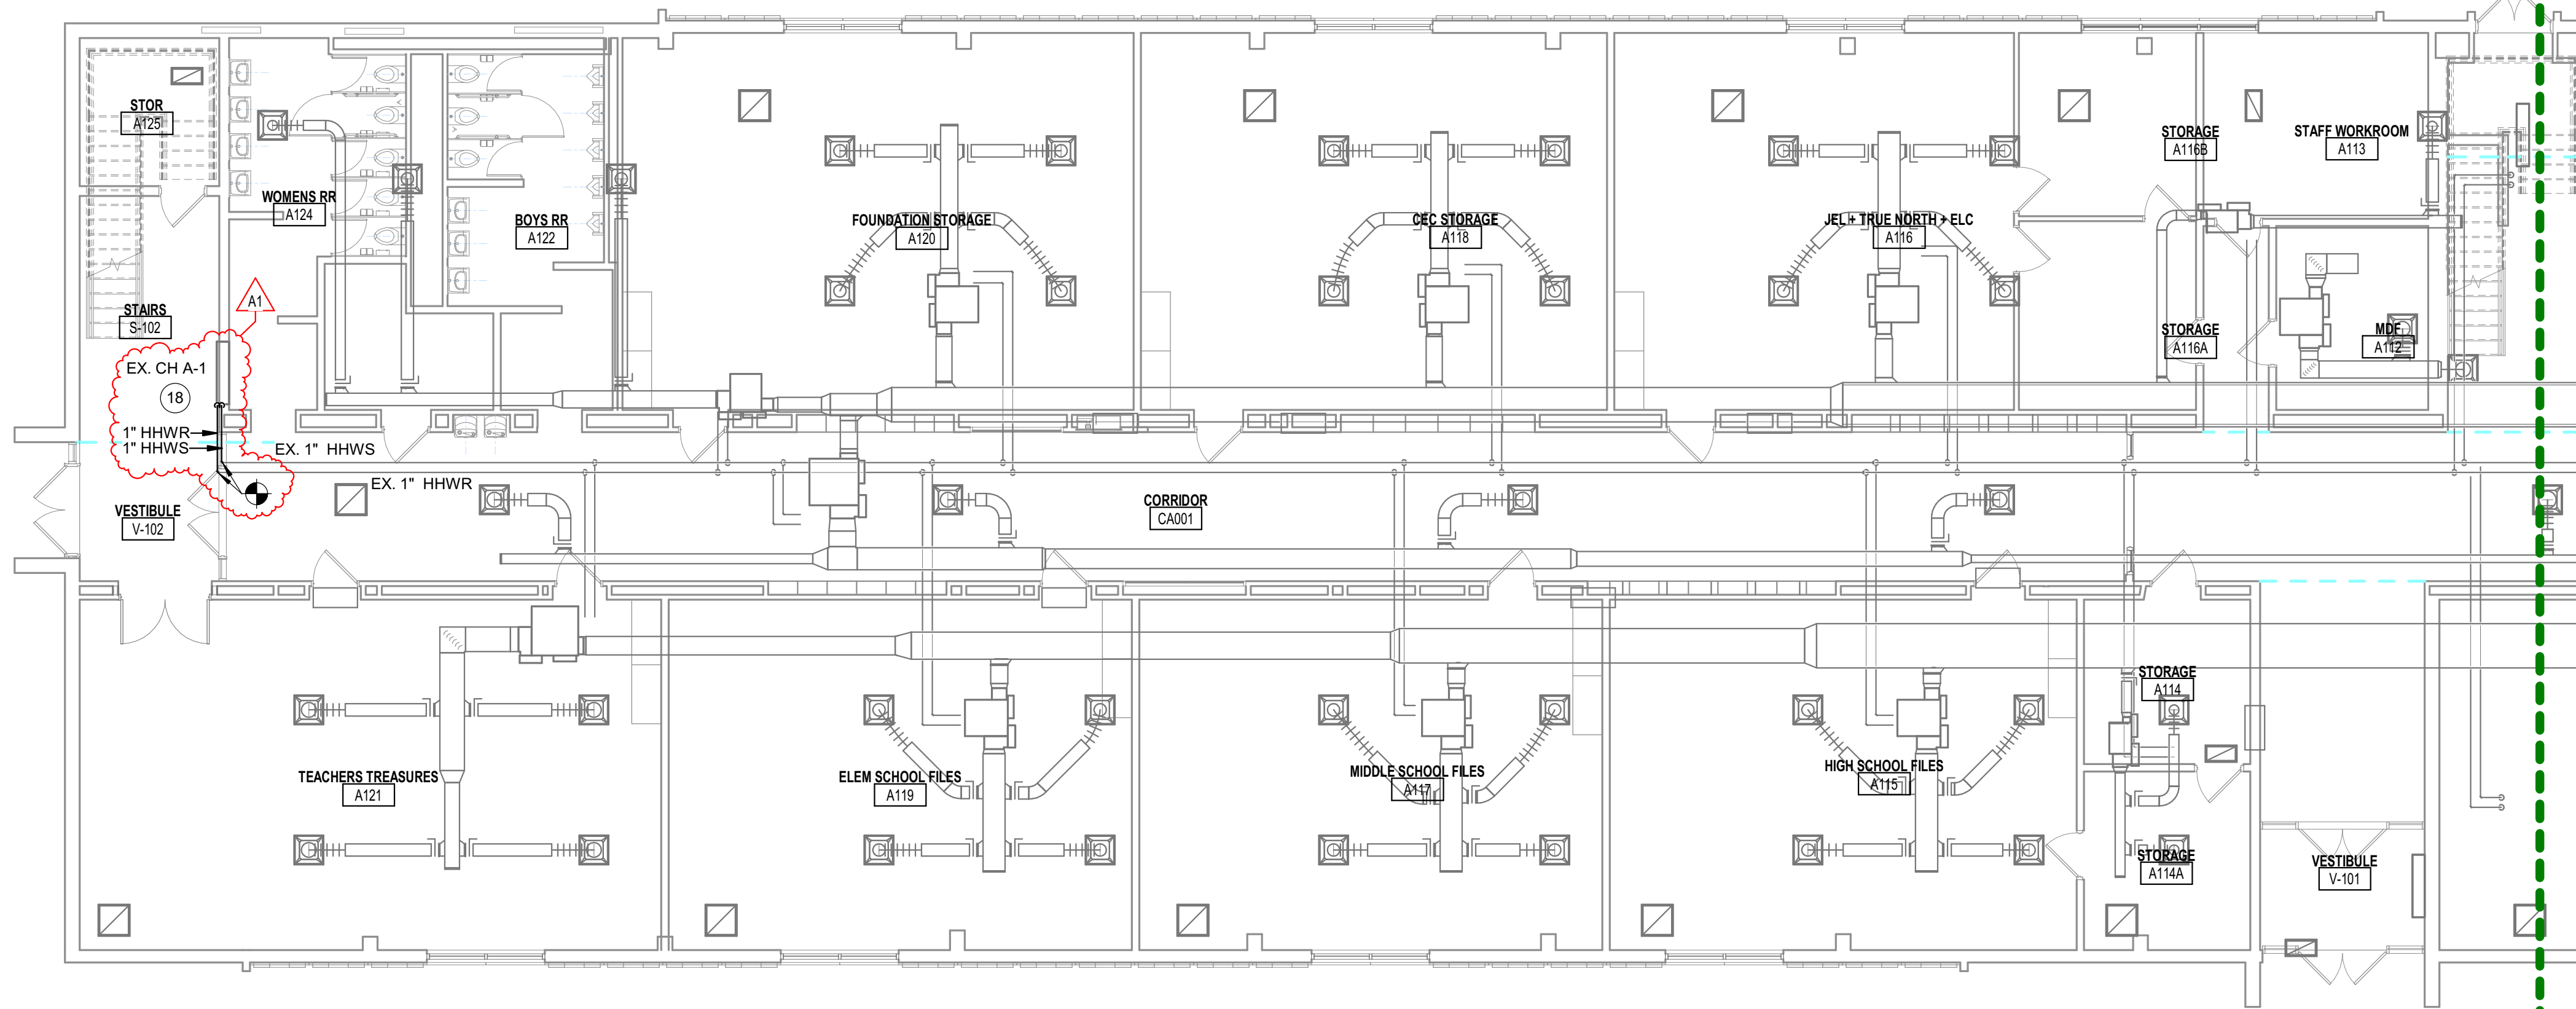 STOR
A125
WOMENS RR
A124
BOYS RR
A122
FOUNDATION STORAGE
A120
CEC STORAGE
A118
JEL + TRUE NORTH + ELC
A116
STORAGE
A116B
STAFF WORKROOM
A113
STAIRS
S-102
A1
STORAGE
A116A
MDF
A112
EX. CH A-1
18
1" HHWR
1" HHWS
EX. 1" HHWS
EX. 1" HHWR
VESTIBULE
V-102
CORRIDOR
CA001
TEACHERS TREASURES
A121
ELEM SCHOOL FILES
A119
MIDDLE SCHOOL FILES
A117
HIGH SCHOOL FILES
A115
STORAGE
A114
STORAGE
A114A
VESTIBULE
V-101